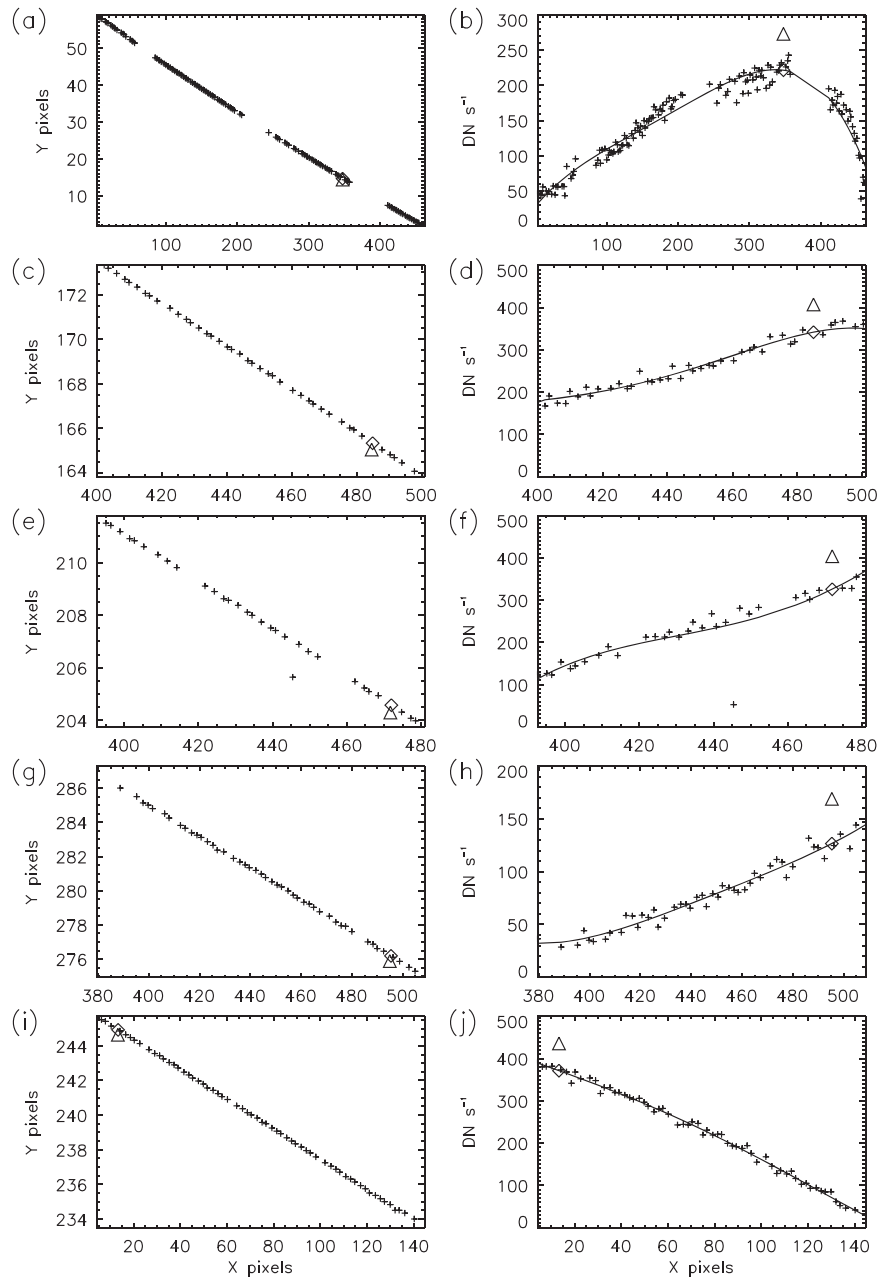 (a)
50
40
30
20
10
Y pixels
100 200 300 400
(b)
300
250
200
150
100
50
0
DN s⁻¹
100 200 300 400
(c)
172
170
168
166
164
Y pixels
400 420 440 460 480 500
(d)
500
400
300
200
100
0
DN s⁻¹
400 420 440 460 480 500
(e)
210
208
206
204
Y pixels
400 420 440 460 480
(f)
500
400
300
200
100
0
DN s⁻¹
400 420 440 460 480
(g)
286
284
282
280
278
276
Y pixels
380 400 420 440 460 480 500
(h)
200
150
100
50
0
DN s⁻¹
380 400 420 440 460 480 500
(i)
244
242
240
238
236
234
Y pixels
20 40 60 80 100 120 140
X pixels
(j)
500
400
300
200
100
0
DN s⁻¹
20 40 60 80 100 120 140
X pixels